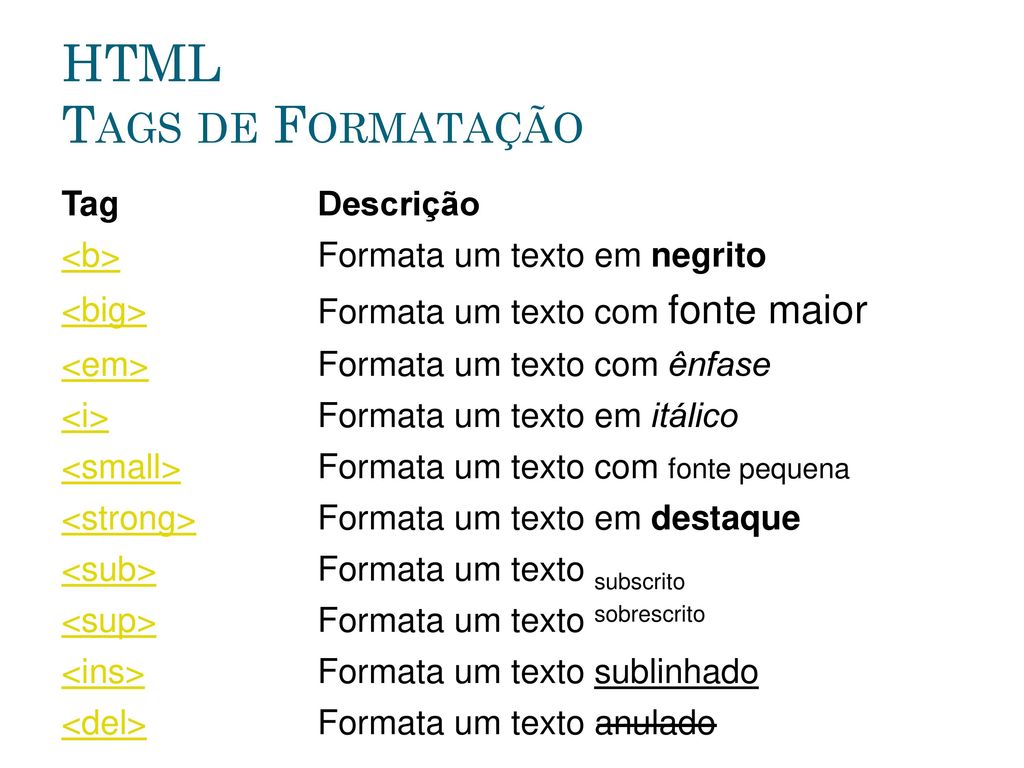 HTML
TAGS DE FORMATAÇÃO
Tag Descrição
<b> Formata um texto em negrito
<big> Formata um texto com fonte maior
<em> Formata um texto com ênfase
<i> Formata um texto em itálico
<small> Formata um texto com fonte pequena
<strong> Formata um texto em destaque
<sub> Formata um texto subscrito
<sup> Formata um texto sobrescrito
<ins> Formata um texto sublinhado
<del> Formata um texto anulado